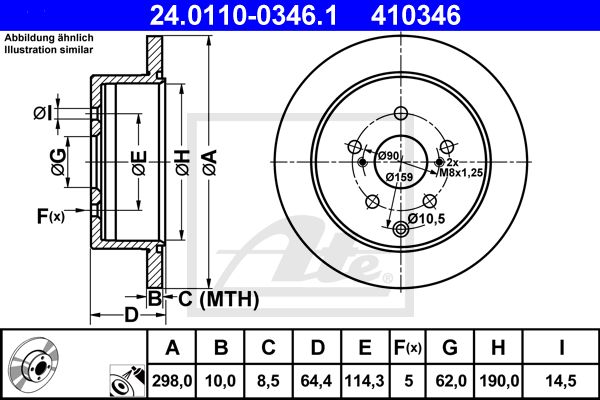 24.0110-0346.1 410346
Abbildung ähnlich
Illustration similar
ØI
ØG
ØE
ØH
ØA
F(x)
B
C (MTH)
D
Ø90
2x
M8x1,25
Ø159
Ø10,5
Ate
A B C D E F(x) G H I
298,0 10,0 8,5 64,4 114,3 5 62,0 190,0 14,5